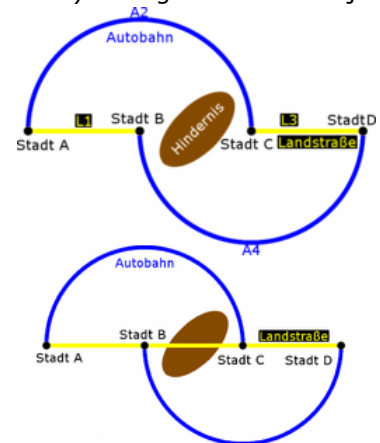 A2
Autobahn
L1
Stadt B
L3
StadtD
Hindernis
Stadt A
Stadt C
Landstraße
A4
Autobahn
Stadt B
Landstraße
Stadt A
Stadt C
Stadt D